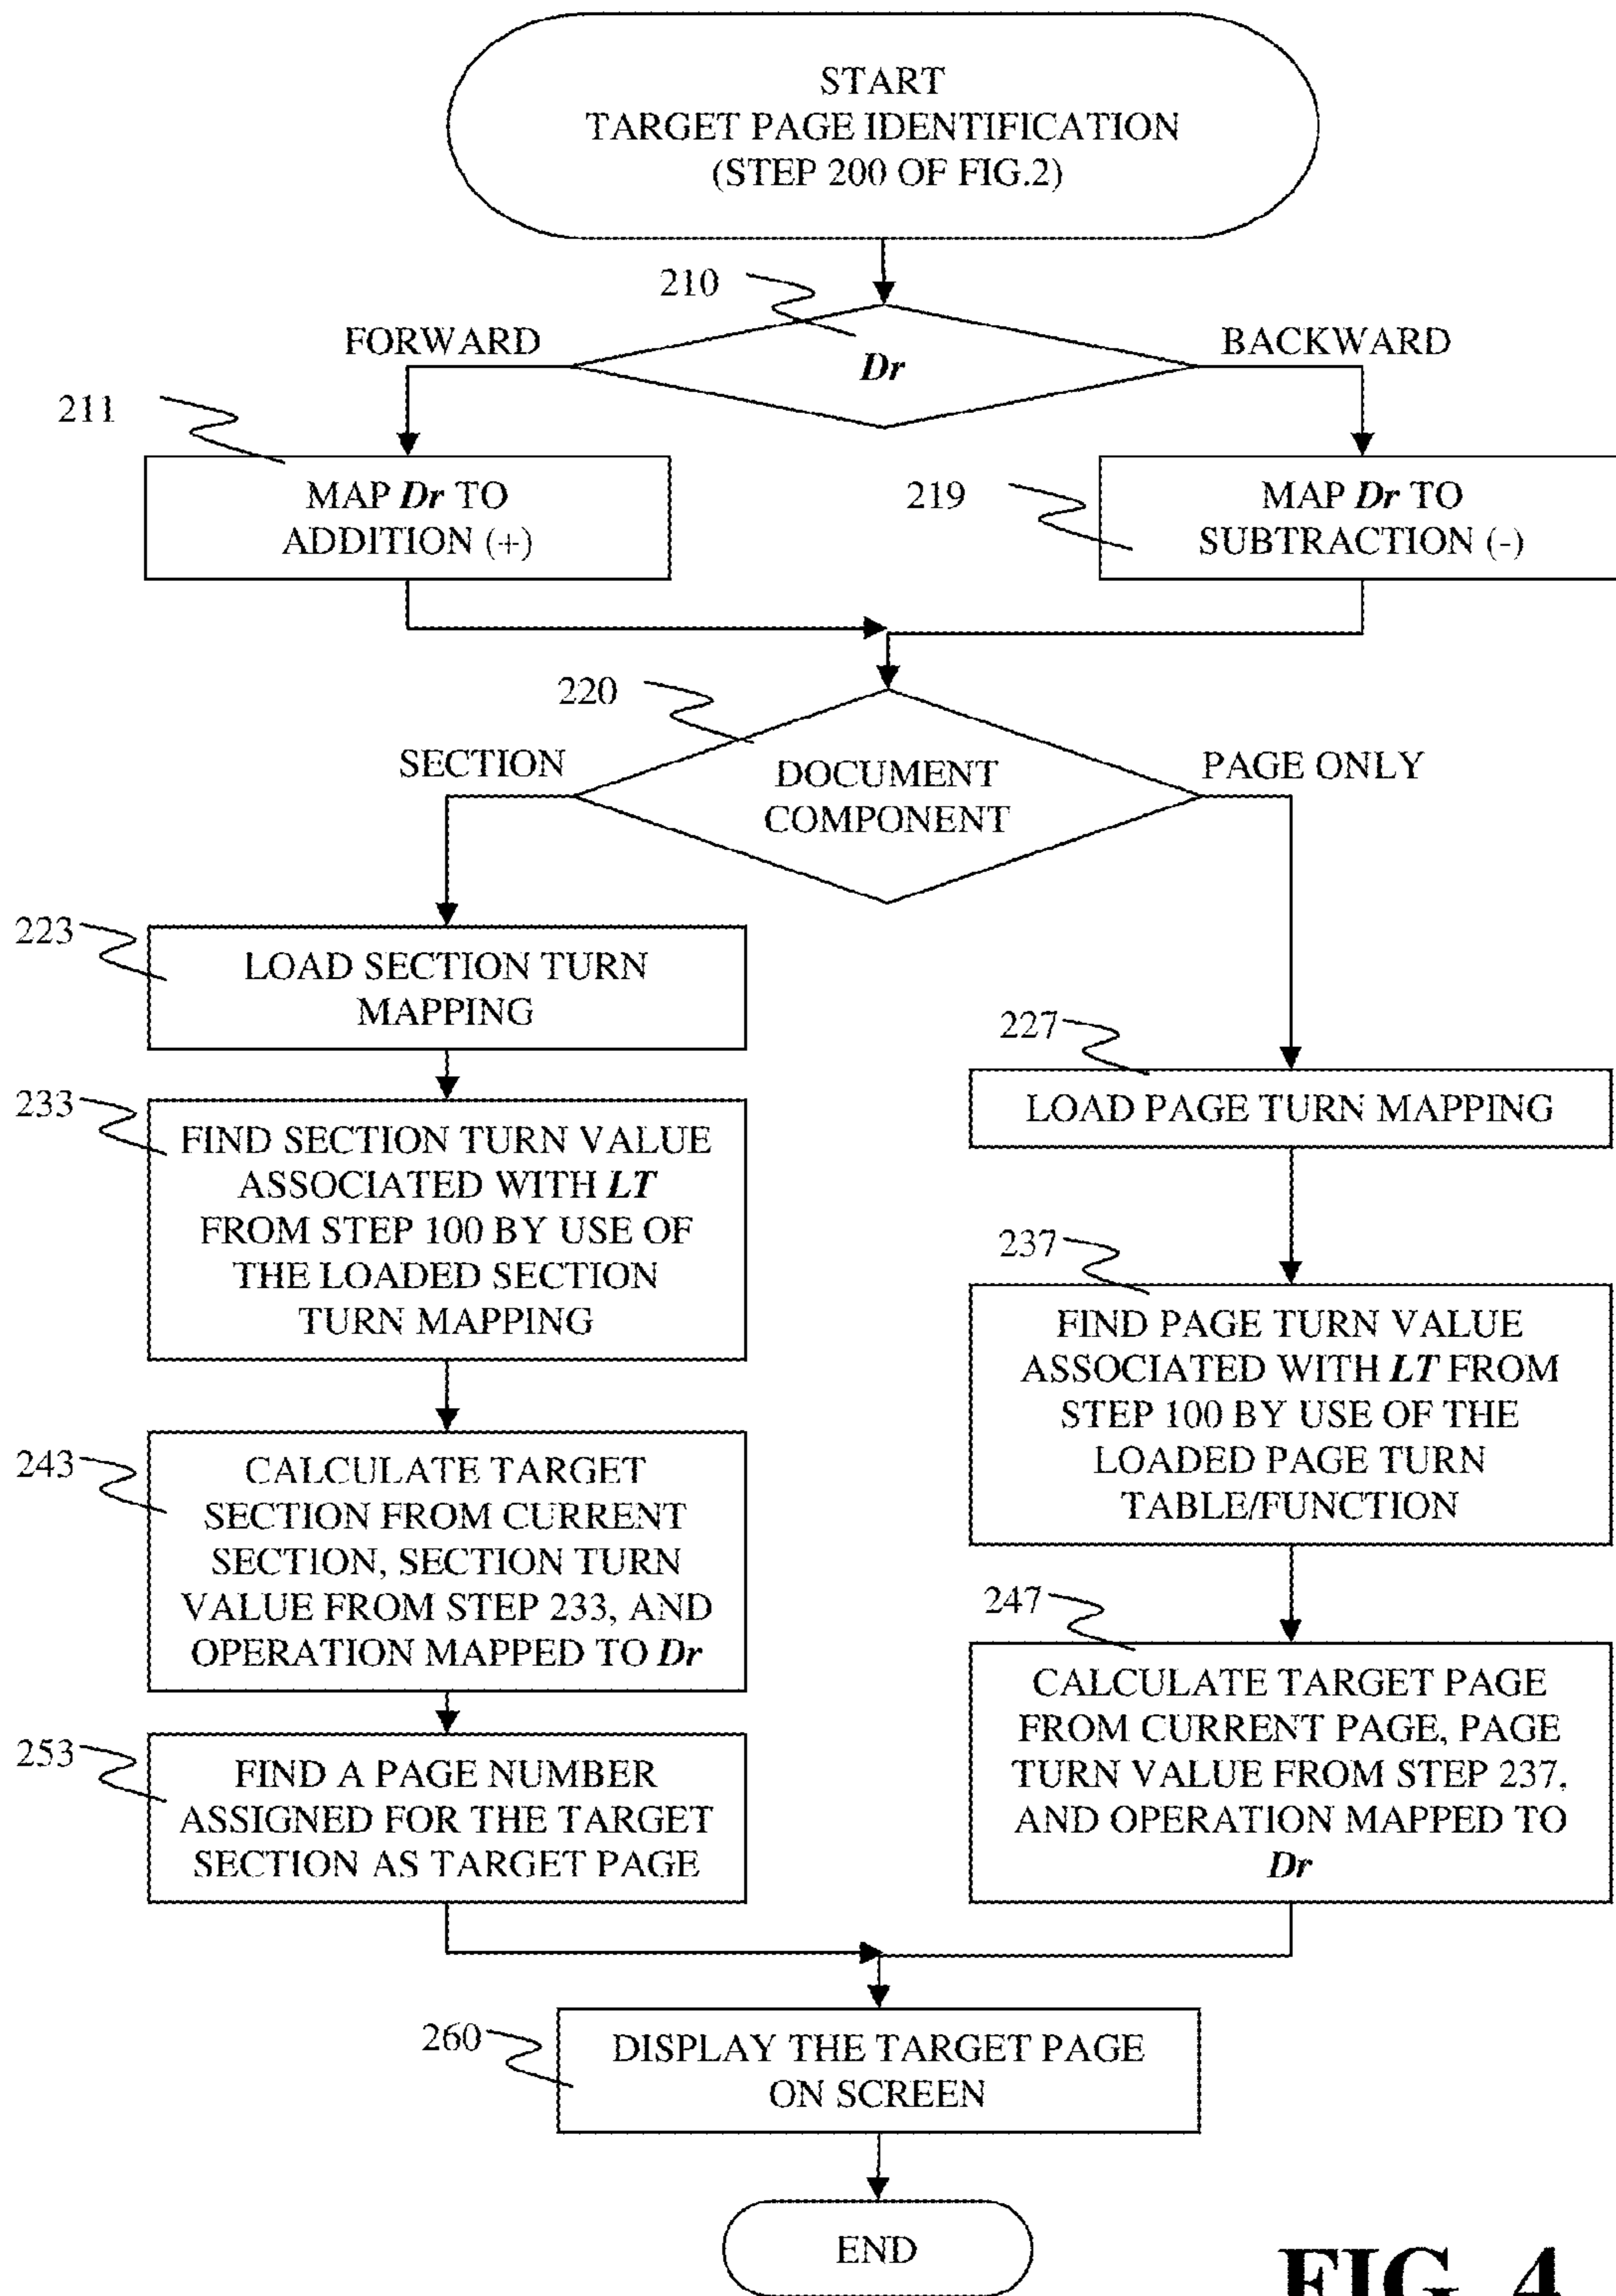 START
TARGET PAGE IDENTIFICATION
(STEP 200 OF FIG.2)
210
FORWARD
BACKWARD
Dr
211
MAP Dr TO
ADDITION (+)
219
MAP Dr TO
SUBTRACTION (-)
220
SECTION
PAGE ONLY
DOCUMENT
COMPONENT
223
LOAD SECTION TURN
MAPPING
227
LOAD PAGE TURN MAPPING
233
FIND SECTION TURN VALUE
ASSOCIATED WITH LT
FROM STEP 100 BY USE OF
THE LOADED SECTION
TURN MAPPING
237
FIND PAGE TURN VALUE
ASSOCIATED WITH LT FROM
STEP 100 BY USE OF THE
LOADED PAGE TURN
TABLE/FUNCTION
243
CALCULATE TARGET
SECTION FROM CURRENT
SECTION, SECTION TURN
VALUE FROM STEP 233, AND
OPERATION MAPPED TO Dr
247
CALCULATE TARGET PAGE
FROM CURRENT PAGE, PAGE
TURN VALUE FROM STEP 237,
AND OPERATION MAPPED TO
Dr
253
FIND A PAGE NUMBER
ASSIGNED FOR THE TARGET
SECTION AS TARGET PAGE
260
DISPLAY THE TARGET PAGE
ON SCREEN
END
FIG. 4